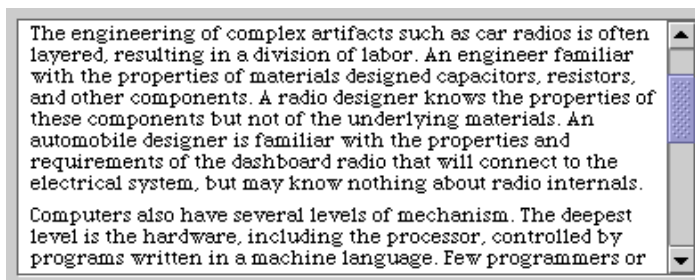 The engineering of complex artifacts such as car radios is often
layered, resulting in a division of labor. An engineer familiar
with the properties of materials designed capacitors, resistors,
and other components. A radio designer knows the properties of
these components but not of the underlying materials. An
automobile designer is familiar with the properties and
requirements of the dashboard radio that will connect to the
electrical system, but may know nothing about radio internals.
Computers also have several levels of mechanism. The deepest
level is the hardware, including the processor, controlled by
programs written in a machine language. Few programmers or